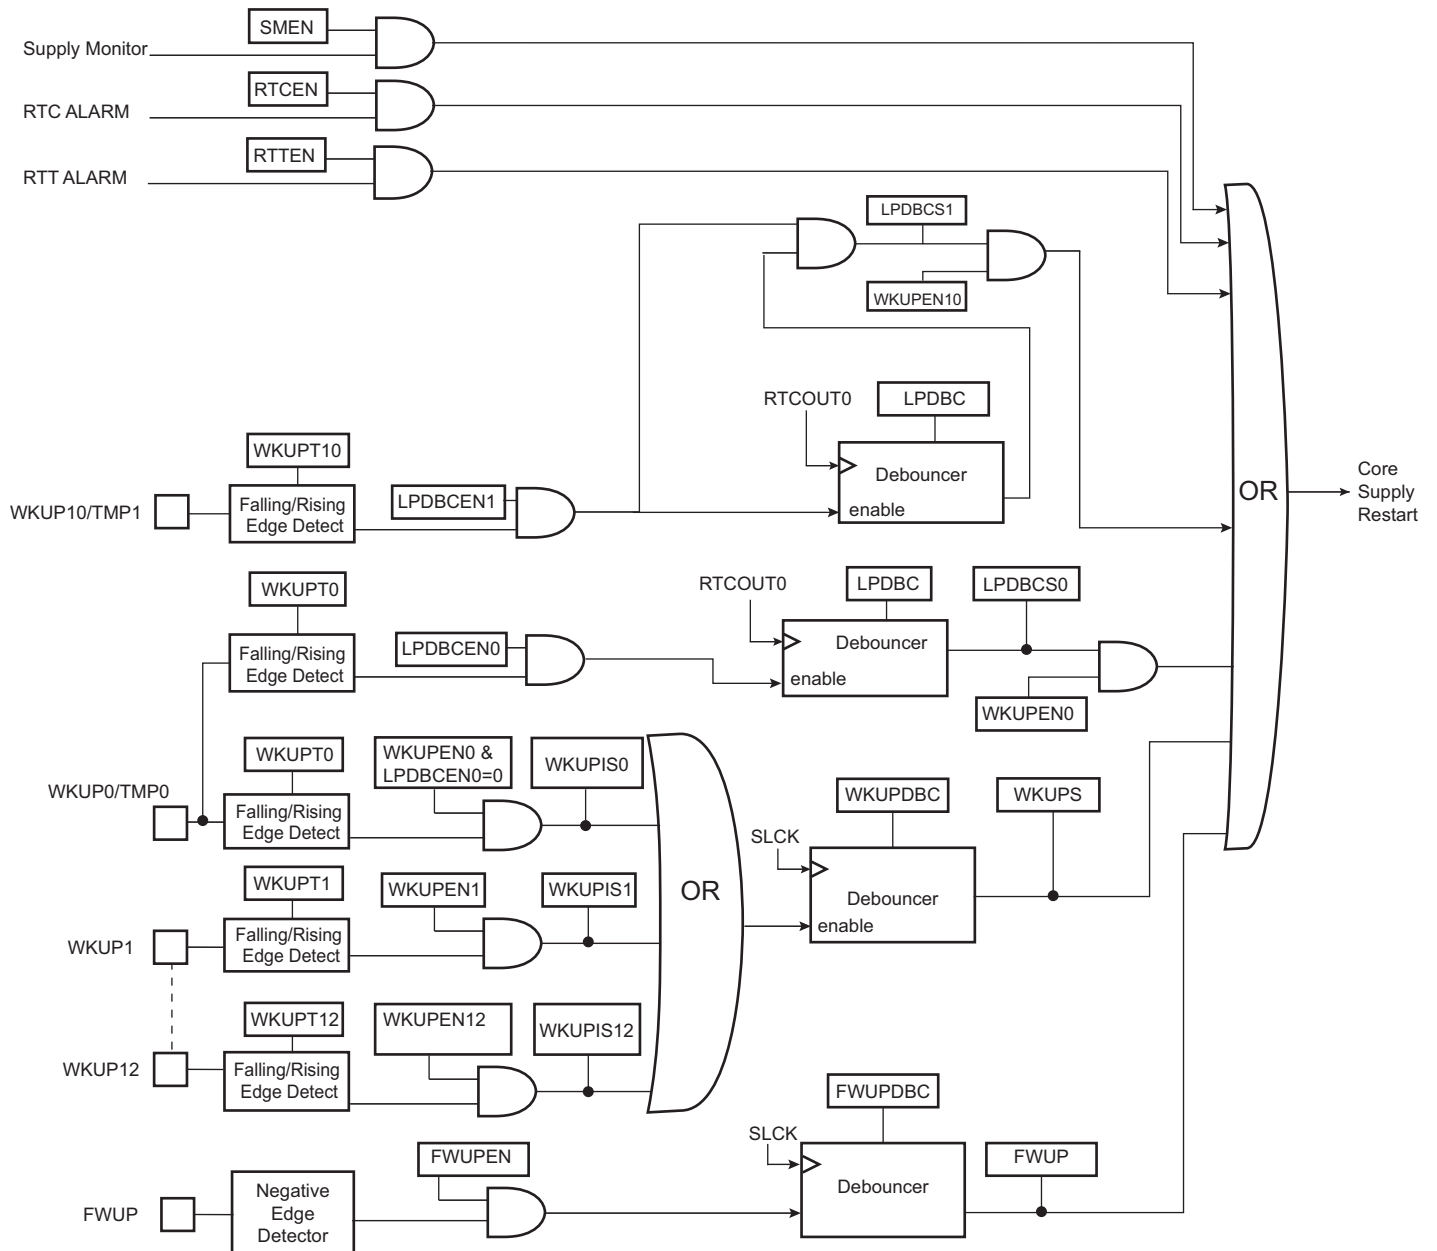 SMEN
Supply Monitor
RTCEN
RTC ALARM
RTTEN
RTT ALARM
LPDBCS1
WKUPEN10
RTCOUT0
LPDBC
WKUPT10
Debouncer
enable
Falling/Rising
Edge Detect
LPDBCEN1
WKUP10/TMP1
OR
Core
Supply
Restart
WKUPT0
RTCOUT0
LPDBC
LPDBCS0
Falling/Rising
Edge Detect
LPDBCEN0
Debouncer
enable
WKUPEN0
WKUPT0
WKUPEN0 &
LPDBCEN0=0
WKUPIS0
WKUP0/TMP0
Falling/Rising
Edge Detect
WKUPDBC
WKUPS
SLCK
WKUPT1
WKUPEN1
WKUPIS1
OR
Debouncer
enable
WKUP1
Falling/Rising
Edge Detect
WKUPT12
WKUPEN12
WKUPIS12
WKUP12
Falling/Rising
Edge Detect
FWUPDBC
SLCK
FWUPEN
FWUP
Debouncer
FWUP
Negative
Edge
Detector